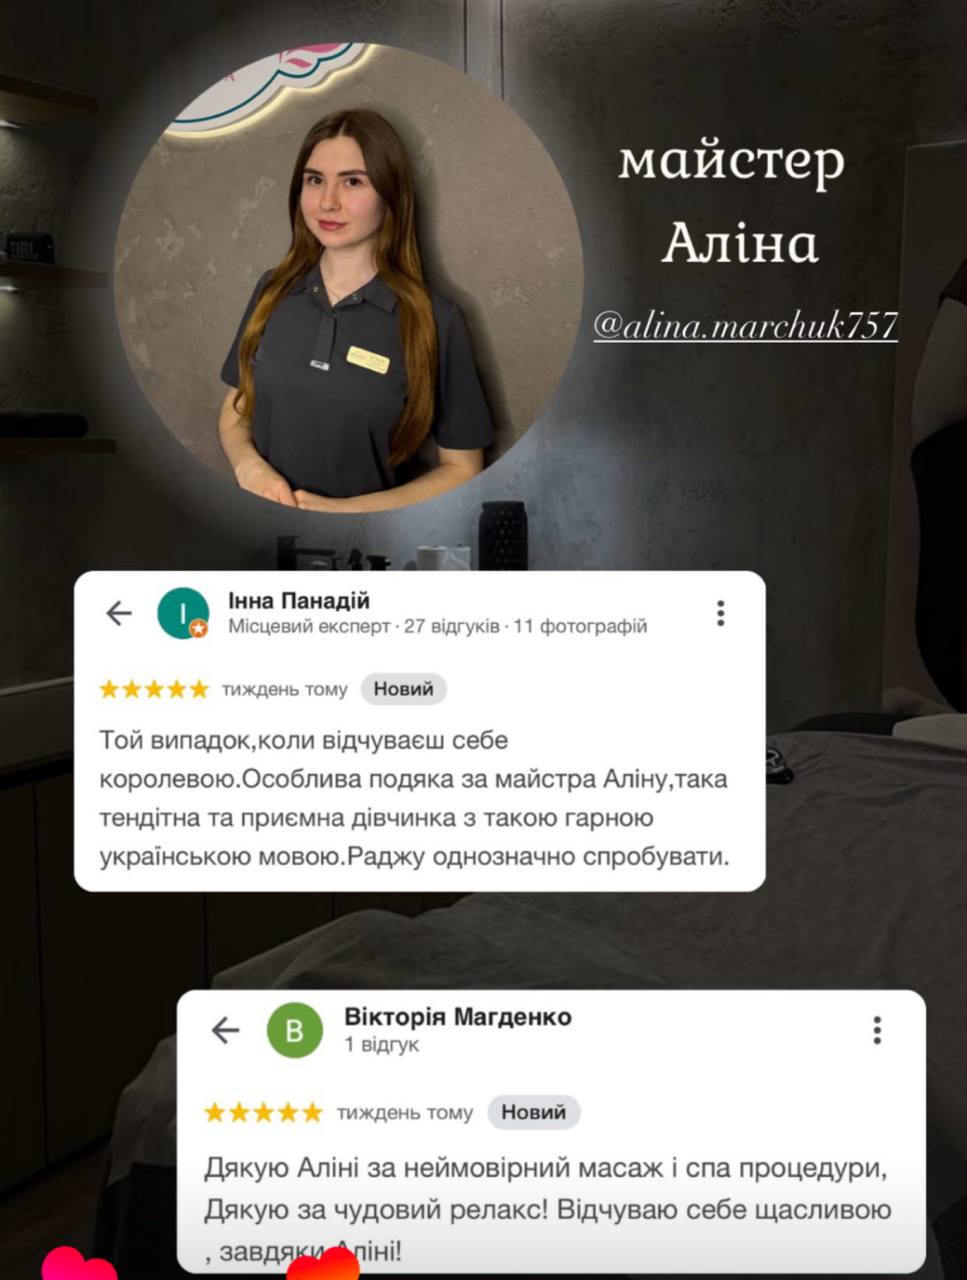 майстер
Аліна
@alina.marchuk757
JBL
Інна Панадій
Місцевий експерт · 27 відгуків · 11 фотографій
тиждень тому Новий
Той випадок,коли відчуваєш себе
королевою.Особлива подяка за майстра Аліну,така
тендітна та приємна дівчинка з такою гарною
українською мовою.Раджу однозначно спробувати.
В Вікторія Магденко
1 відгук
тиждень тому Новий
Дякую Аліні за неймовірний масаж і спа процедури,
Дякую за чудовий релакс! Відчуваю себе щасливою
, завдяки Аліні!